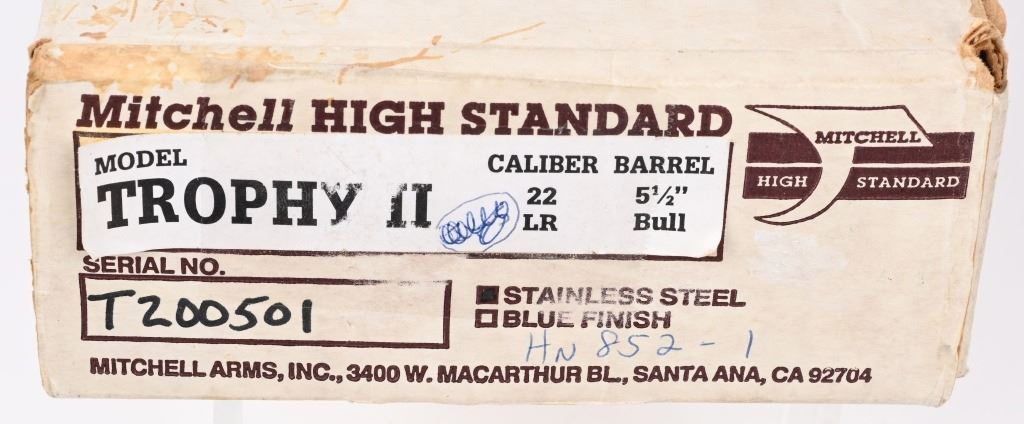 Mitchell HIGH STANDARD
MITCHELL
HIGH STANDARD
MODEL
TROPHY II
CALIBER BARREL
22 5½"
LR Bull
SERIAL NO.
T200501
STAINLESS STEEL
BLUE FINISH
HN 852-1
MITCHELL ARMS, INC., 3400 W. MACARTHUR BL., SANTA ANA, CA 92704